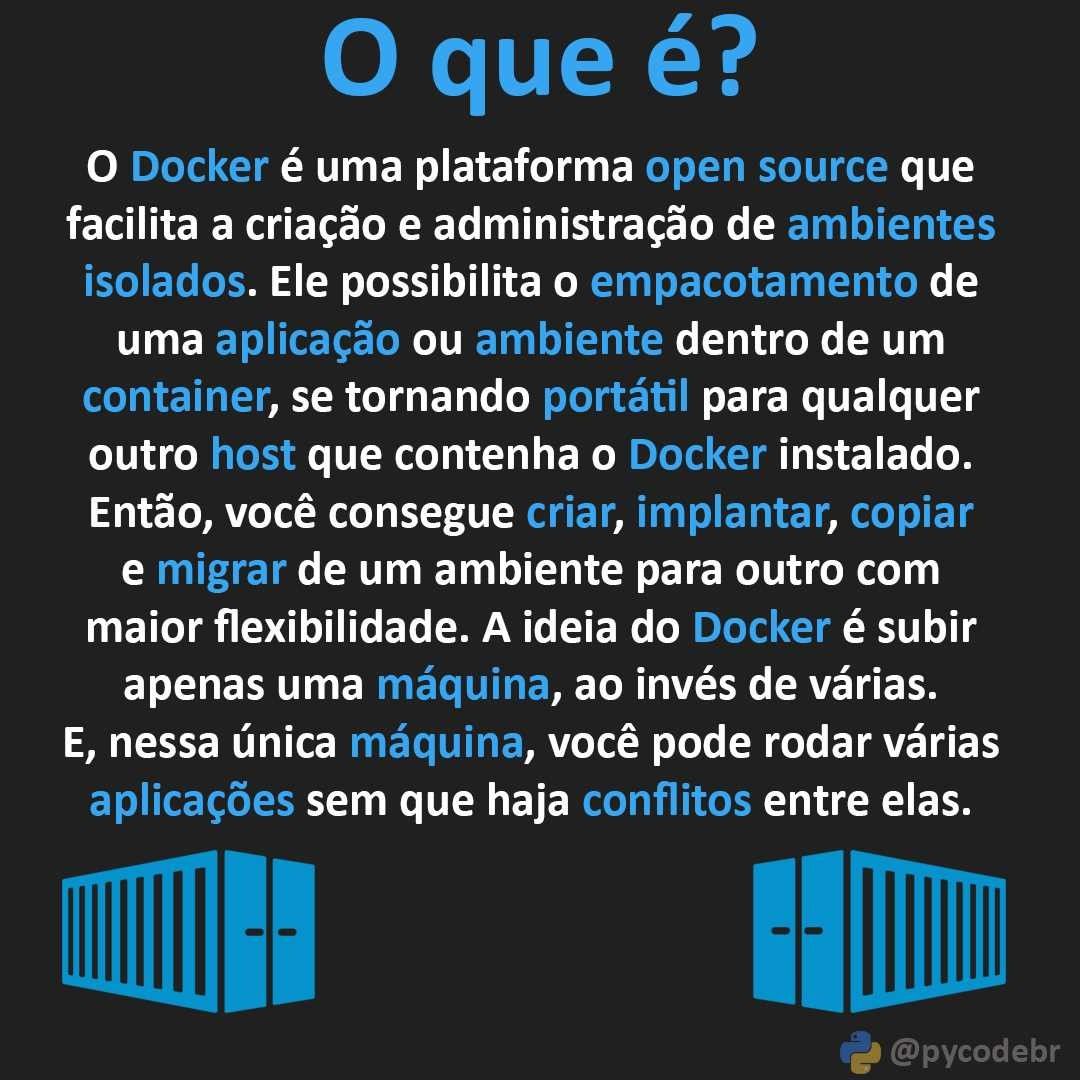 O que é?
O Docker é uma plataforma open source que
facilita a criação e administração de ambientes
isolados. Ele possibilita o empacotamento de
uma aplicação ou ambiente dentro de um
container, se tornando portátil para qualquer
outro host que contenha o Docker instalado.
Então, você consegue criar, implantar, copiar
e migrar de um ambiente para outro com
maior flexibilidade. A ideia do Docker é subir
apenas uma máquina, ao invés de várias.
E, nessa única máquina, você pode rodar várias
aplicações sem que haja conflitos entre elas.
@pycodebr